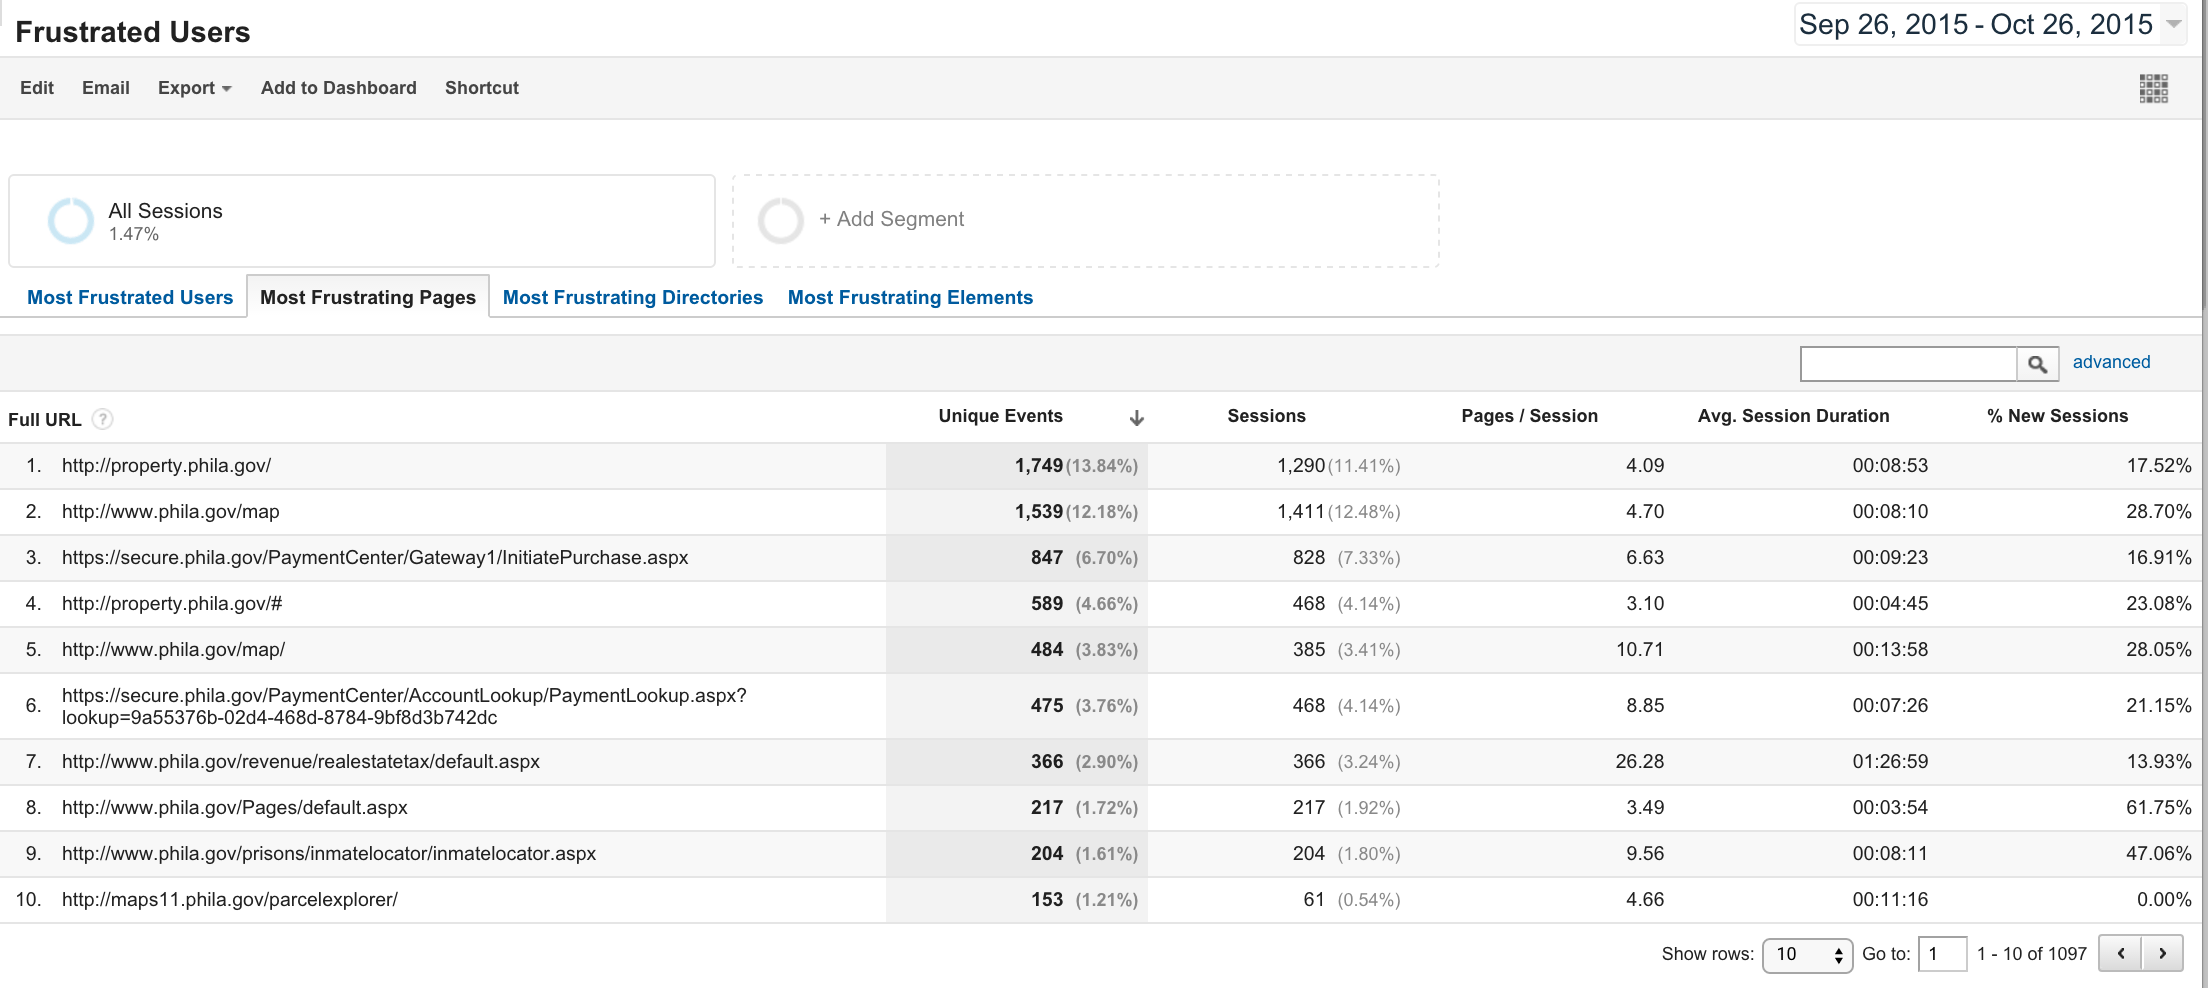 Frustrated Users
Sep 26, 2015 - Oct 26, 2015
Edit Email Export Add to Dashboard Shortcut
All Sessions
1.47%
+ Add Segment
Most Frustrated Users Most Frustrating Pages Most Frustrating Directories Most Frustrating Elements
advanced
Full URL ? Unique Events Sessions Pages / Session Avg. Session Duration % New Sessions
1. http://property.phila.gov/ 1,749 (13.84%) 1,290 (11.41%) 4.09 00:08:53 17.52%
2. http://www.phila.gov/map 1,539 (12.18%) 1,411 (12.48%) 4.70 00:08:10 28.70%
3. https://secure.phila.gov/PaymentCenter/Gateway1/InitiatePurchase.aspx 847 (6.70%) 828 (7.33%) 6.63 00:09:23 16.91%
4. http://property.phila.gov/# 589 (4.66%) 468 (4.14%) 3.10 00:04:45 23.08%
5. http://www.phila.gov/map/ 484 (3.83%) 385 (3.41%) 10.71 00:13:58 28.05%
6. https://secure.phila.gov/PaymentCenter/AccountLookup/PaymentLookup.aspx?
lookup=9a55376b-02d4-468d-8784-9bf8d3b742dc 475 (3.76%) 468 (4.14%) 8.85 00:07:26 21.15%
7. http://www.phila.gov/revenue/realestatetax/default.aspx 366 (2.90%) 366 (3.24%) 26.28 01:26:59 13.93%
8. http://www.phila.gov/Pages/default.aspx 217 (1.72%) 217 (1.92%) 3.49 00:03:54 61.75%
9. http://www.phila.gov/prisons/inmatelocator/inmatelocator.aspx 204 (1.61%) 204 (1.80%) 9.56 00:08:11 47.06%
10. http://maps11.phila.gov/parcelexplorer/ 153 (1.21%) 61 (0.54%) 4.66 00:11:16 0.00%
Show rows: 10 Go to: 1 1 - 10 of 1097